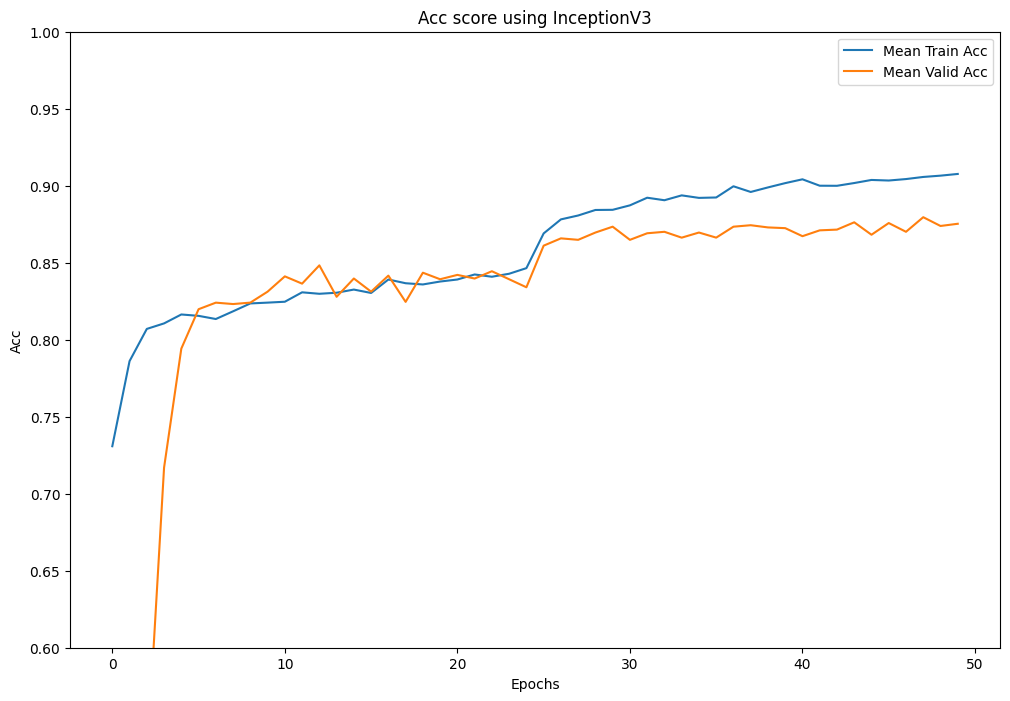 Acc score using InceptionV3
Mean Train Acc
Mean Valid Acc
Acc
1.00
0.95
0.90
0.85
0.80
0.75
0.70
0.65
0.60
0 10 20 30 40 50
Epochs